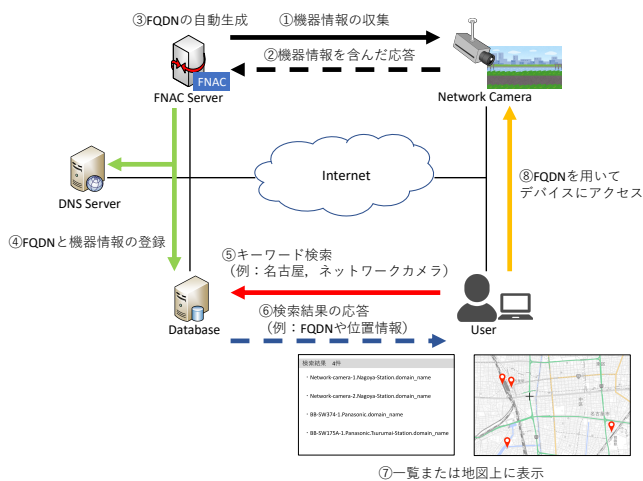 ③FQDNの自動生成
①機器情報の収集
②機器情報を含んだ応答
FNAC
FNAC Server
Network Camera
Internet
DNS Server
⑧FQDNを用いて
デバイスにアクセス
④FQDNと機器情報の登録
⑤キーワード検索
(例：名古屋，ネットワークカメラ)
Database
⑥検索結果の応答
(例：FQDNや位置情報)
User
検索結果 4件
・Network-camera-1.Nagoya-Station.domain_name
・Network-camera-2.Nagoya-Station.domain_name
・BB-SW374-1.Panasonic.domain_name
・BB-SW175A-1.Panasonic.Tsurumai-Station.domain_name
⑦一覧または地図上に表示